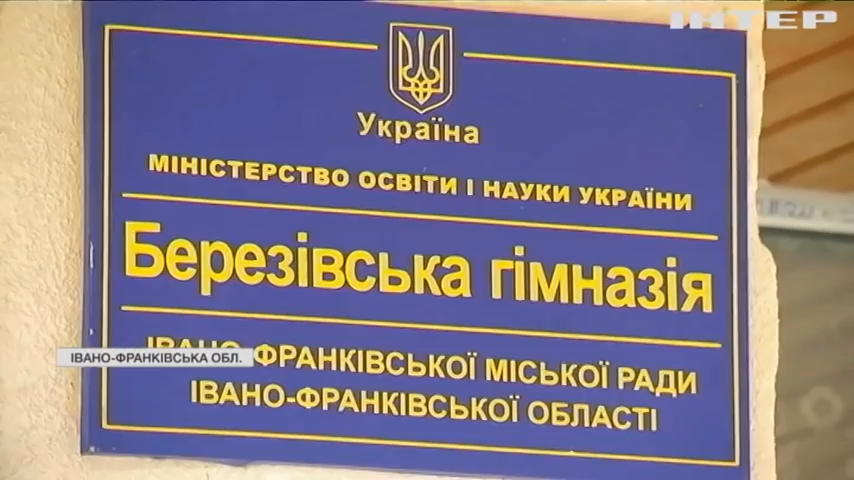 ІНТЕР
Україна
МІНІСТЕРСТВО ОСВІТИ І НАУКИ УКРАЇНИ
Березівська гімназія
ІВАНО-ФРАНКІВСЬКОЇ МІСЬКОЇ РАДИ
ІВАНО-ФРАНКІВСЬКОЇ ОБЛАСТІ
ІВАНО-ФРАНКІВСЬКА ОБЛ.